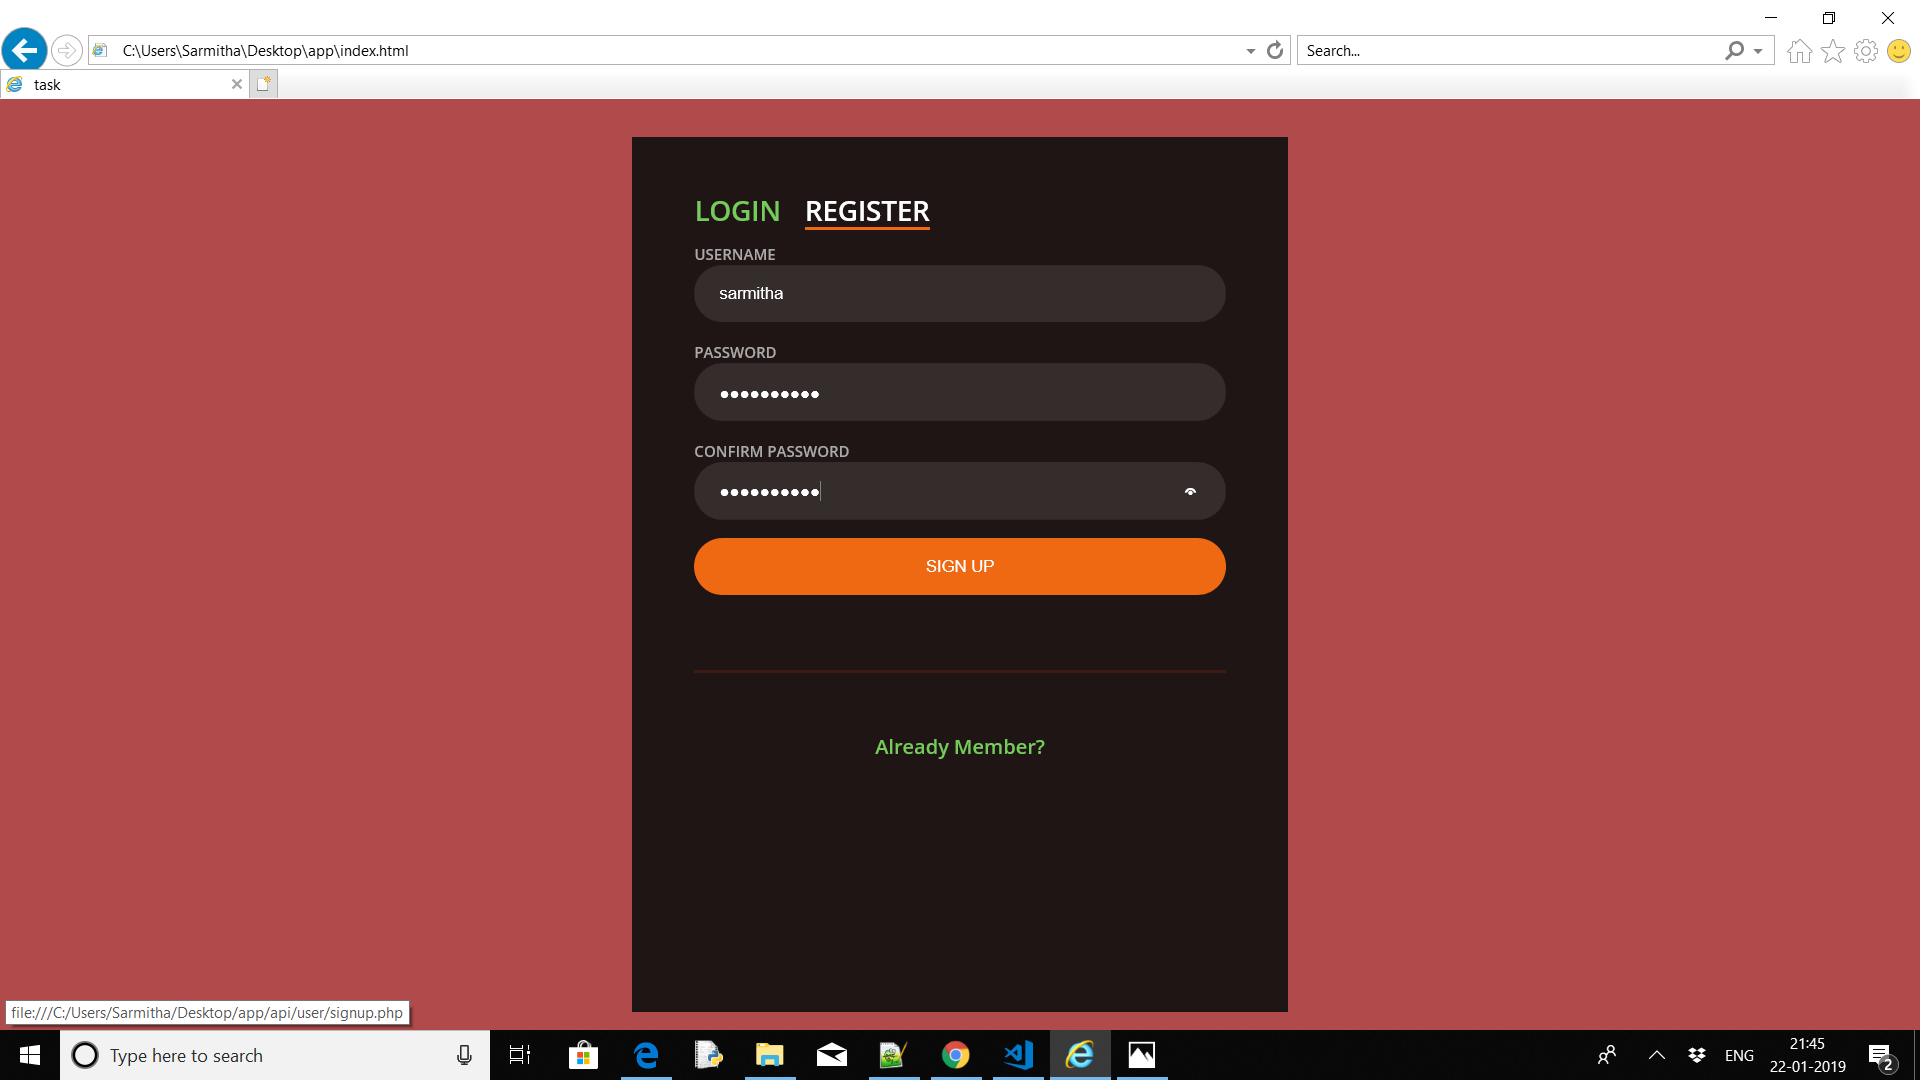 C:\Users\Sarmitha\Desktop\app\index.html
Search...
task
LOGIN REGISTER
USERNAME
sarmitha
PASSWORD
CONFIRM PASSWORD
SIGN UP
Already Member?
file:///C:/Users/Sarmitha/Desktop/app/api/user/signup.php
Type here to search
ENG
21:45
22-01-2019
2